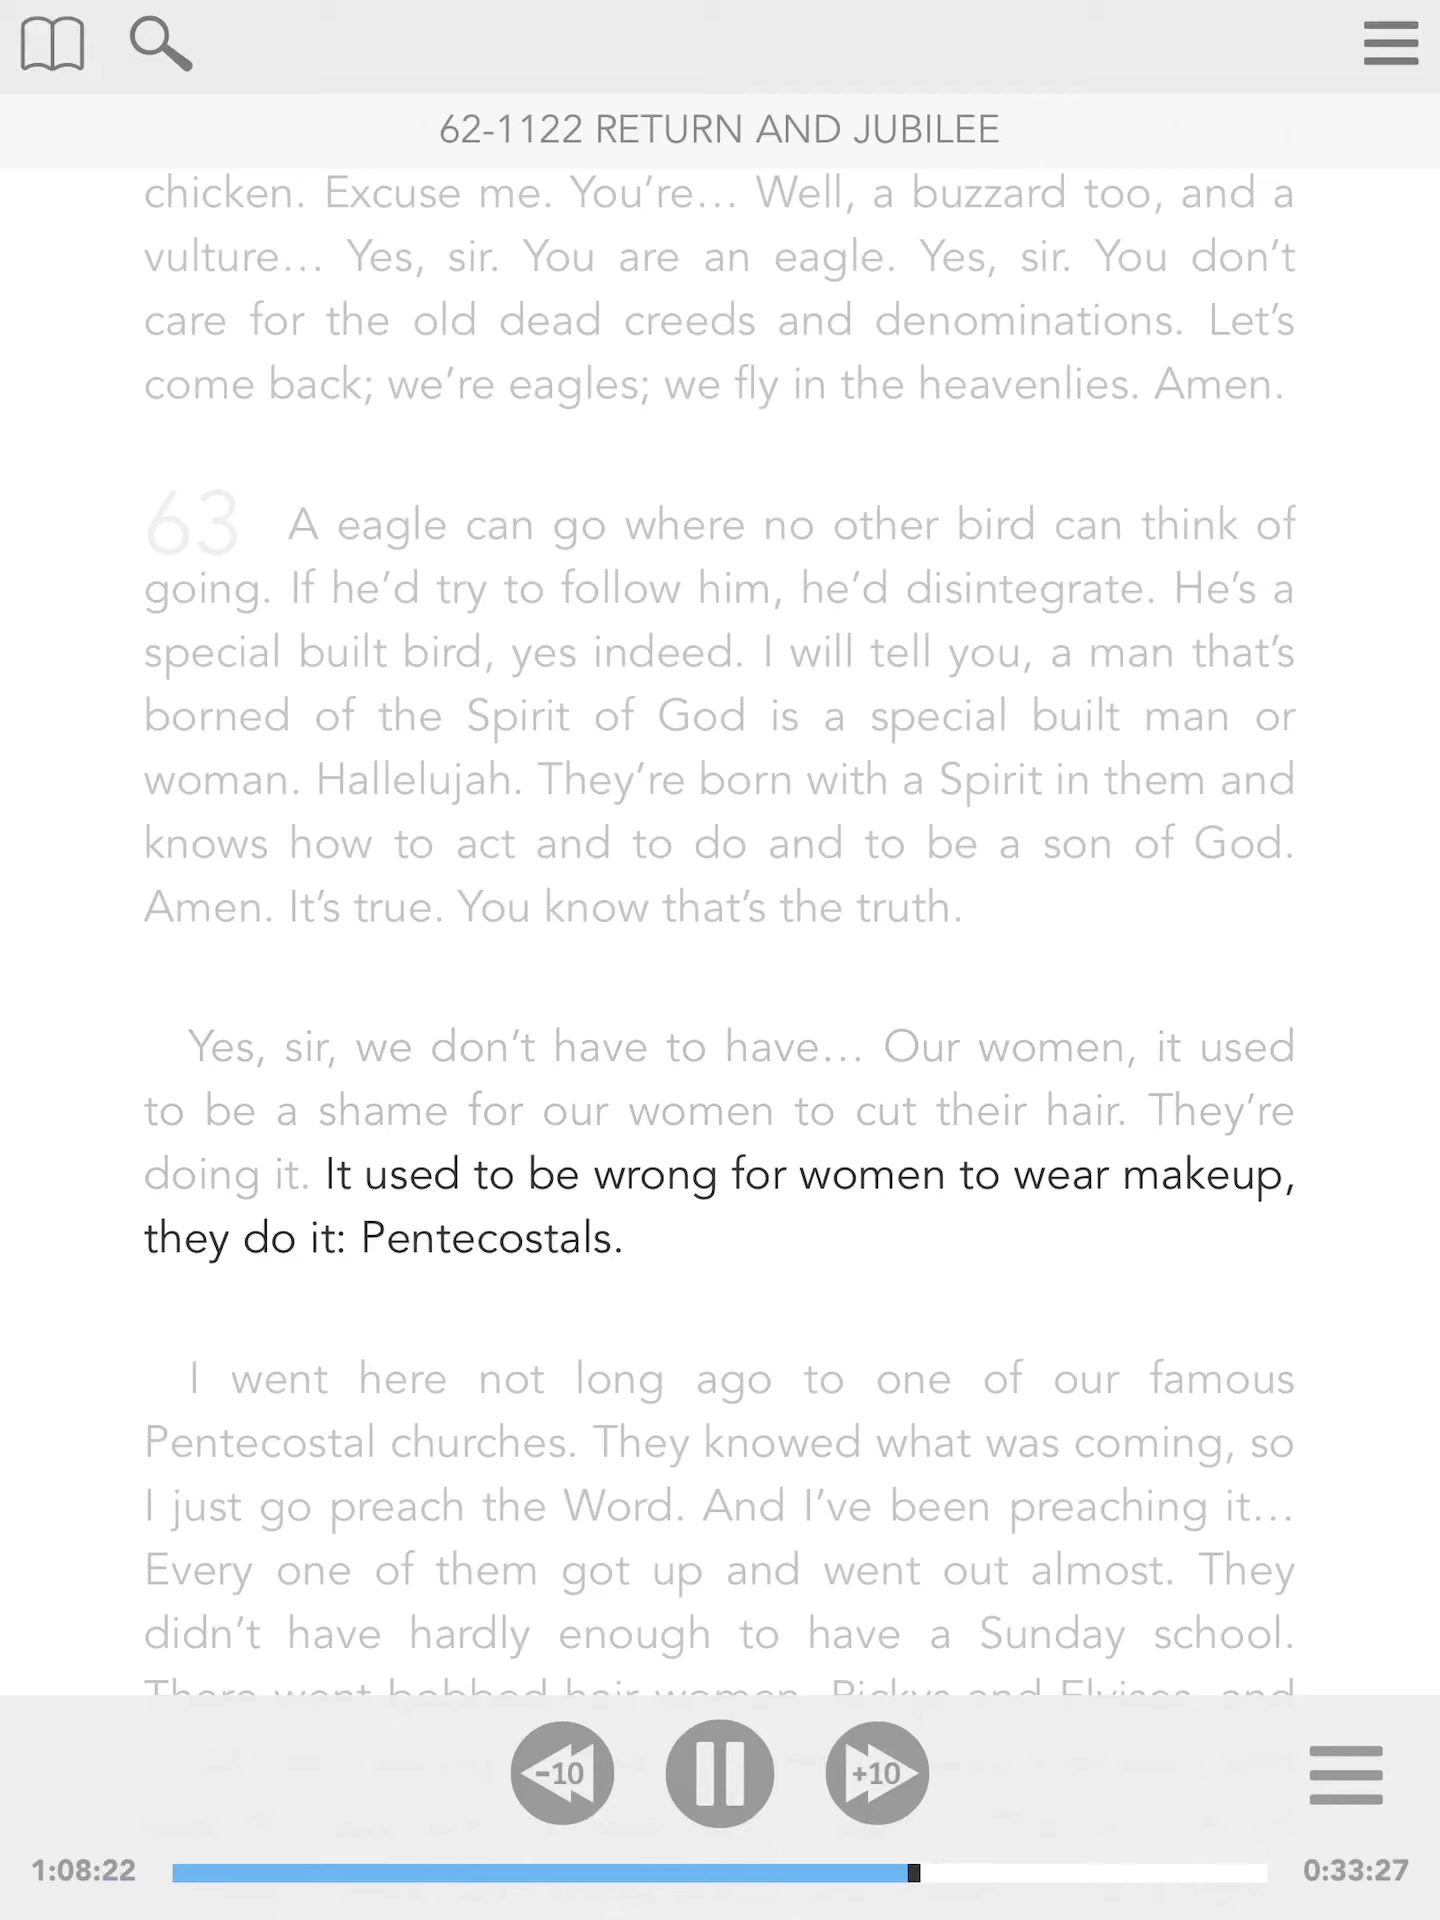 62-1122 RETURN AND JUBILEE
chicken. Excuse me. You’re… Well, a buzzard too, and a
vulture… Yes, sir. You are an eagle. Yes, sir. You don’t
care for the old dead creeds and denominations. Let’s
come back; we’re eagles; we fly in the heavenlies. Amen.
63 A eagle can go where no other bird can think of
going. If he’d try to follow him, he’d disintegrate. He’s a
special built bird, yes indeed. I will tell you, a man that’s
borned of the Spirit of God is a special built man or
woman. Hallelujah. They’re born with a Spirit in them and
knows how to act and to do and to be a son of God.
Amen. It’s true. You know that’s the truth.
Yes, sir, we don’t have to have… Our women, it used
to be a shame for our women to cut their hair. They’re
doing it. It used to be wrong for women to wear makeup,
they do it: Pentecostals.
I went here not long ago to one of our famous
Pentecostal churches. They knowed what was coming, so
I just go preach the Word. And I’ve been preaching it…
Every one of them got up and went out almost. They
didn’t have hardly enough to have a Sunday school.
There went bobbed hair women, Rickys and Elvises, and
-10 +10
1:08:22 0:33:27